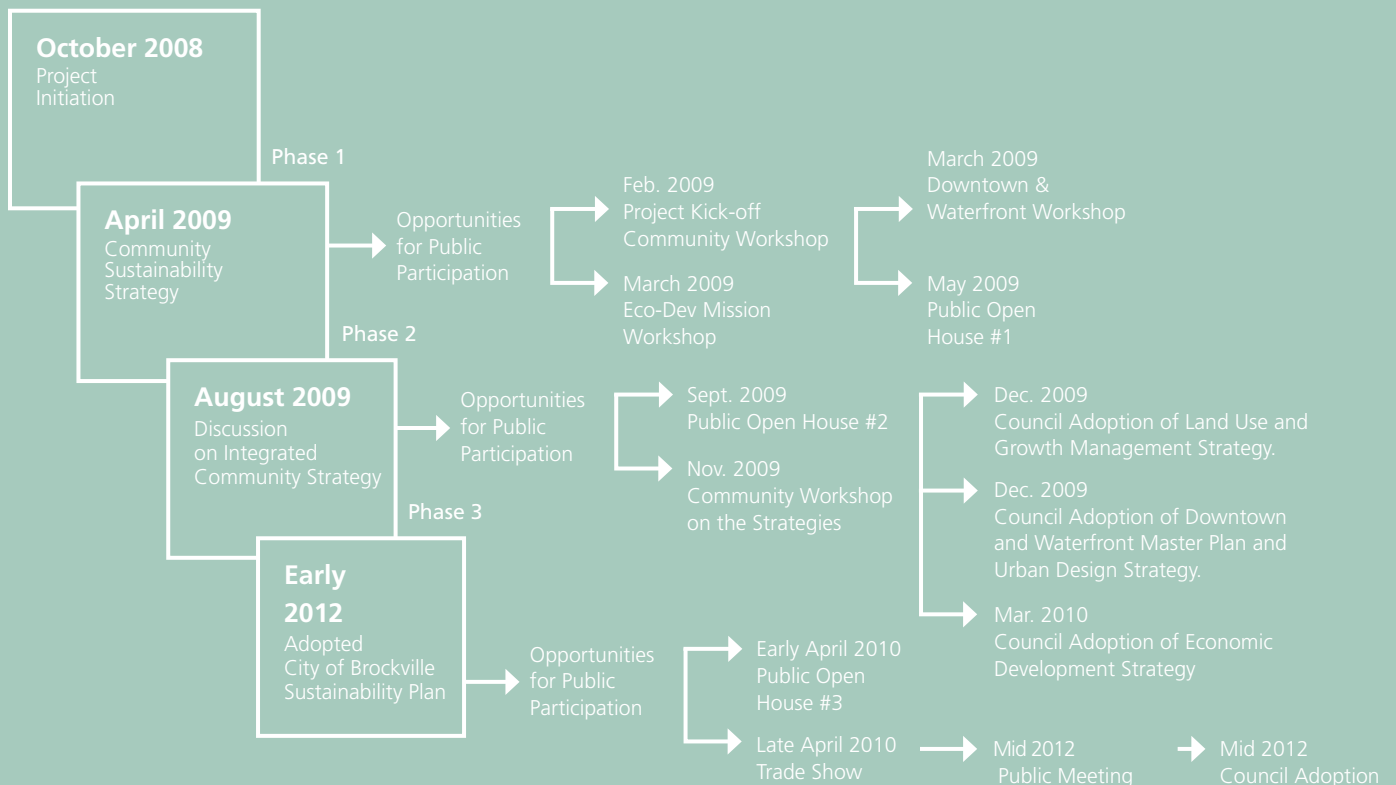 October 2008
Project
Initiation
Phase 1
April 2009
Community
Sustainability
Strategy
Opportunities
for Public
Participation
Feb. 2009
Project Kick-off
Community Workshop
March 2009
Eco-Dev Mission
Workshop
March 2009
Downtown &
Waterfront Workshop
May 2009
Public Open
House #1
Phase 2
August 2009
Discussion
on Integrated
Community Strategy
Opportunities
for Public
Participation
Sept. 2009
Public Open House #2
Nov. 2009
Community Workshop
on the Strategies
Dec. 2009
Council Adoption of Land Use and
Growth Management Strategy.
Dec. 2009
Council Adoption of Downtown
and Waterfront Master Plan and
Urban Design Strategy.
Mar. 2010
Council Adoption of Economic
Development Strategy
Phase 3
Early
2012
Adopted
City of Brockville
Sustainability Plan
Opportunities
for Public
Participation
Early April 2010
Public Open
House #3
Late April 2010
Trade Show
Mid 2012
Public Meeting
Mid 2012
Council Adoption